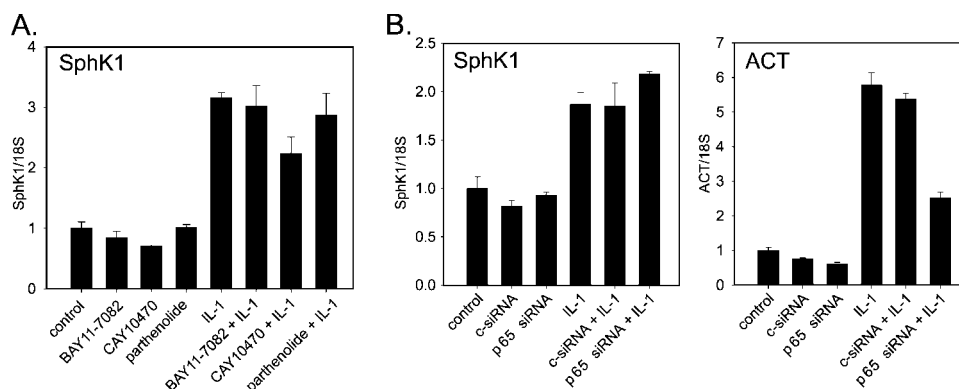 A.
SphK1
SphK1/18S
4
3
2
1
0
control
BAY11-7082
CAY10470
parthenolide
IL-1
BAY11-7082 + IL-1
CAY10470 + IL-1
parthenolide + IL-1
B.
SphK1
SphK1/18S
2.5
2.0
1.5
1.0
0.5
0.0
control
c-siRNA
p65 siRNA
IL-1
c-siRNA + IL-1
p65 siRNA + IL-1
ACT
ACT/18S
7
6
5
4
3
2
1
0
control
c-siRNA
p65 siRNA
IL-1
c-siRNA + IL-1
p65 siRNA + IL-1